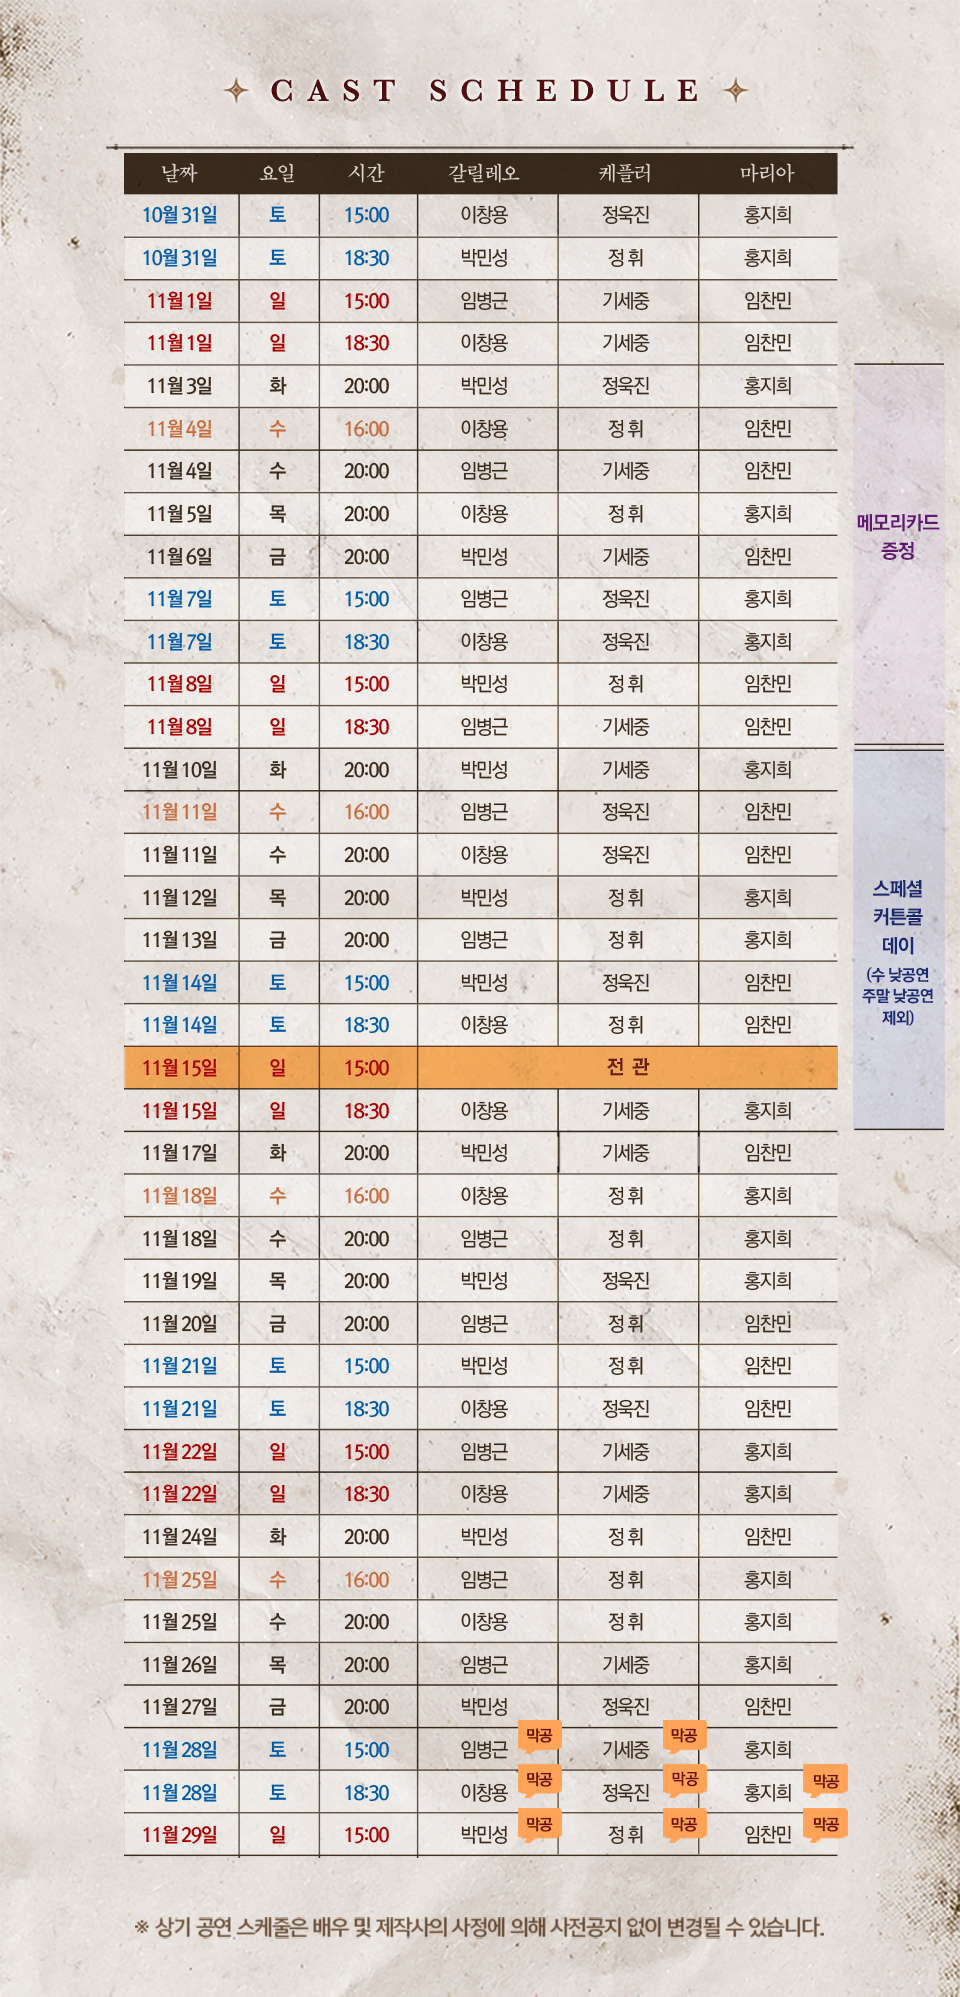 CAST SCHEDULE
날짜 요일 시간 갈릴레오 케플러 마리아
10월 31일 토 15:00 이창용 정욱진 홍지희
10월 31일 토 18:30 박민성 정 휘 홍지희
11월 1일 일 15:00 임병근 기세중 임찬민
11월 1일 일 18:30 이창용 기세중 임찬민
11월 3일 화 20:00 박민성 정욱진 홍지희
11월 4일 수 16:00 이창용 정 휘 임찬민
11월 4일 수 20:00 임병근 기세중 임찬민
11월 5일 목 20:00 이창용 정 휘 홍지희
11월 6일 금 20:00 박민성 기세중 임찬민
11월 7일 토 15:00 임병근 정욱진 홍지희
11월 7일 토 18:30 이창용 정욱진 홍지희
11월 8일 일 15:00 박민성 정 휘 임찬민
11월 8일 일 18:30 임병근 기세중 임찬민
메모리카드
증정
11월 10일 화 20:00 박민성 기세중 홍지희
11월 11일 수 16:00 임병근 정욱진 임찬민
11월 11일 수 20:00 이창용 정욱진 임찬민
11월 12일 목 20:00 박민성 정 휘 홍지희
11월 13일 금 20:00 임병근 정 휘 홍지희
11월 14일 토 15:00 박민성 정욱진 임찬민
11월 14일 토 18:30 이창용 정 휘 임찬민
11월 15일 일 15:00 전 관
11월 15일 일 18:30 이창용 기세중 홍지희
스페셜
커튼콜
데이
(수 낮공연
주말 낮공연
제외)
11월 17일 화 20:00 박민성 기세중 임찬민
11월 18일 수 16:00 이창용 정 휘 홍지희
11월 18일 수 20:00 임병근 정 휘 홍지희
11월 19일 목 20:00 박민성 정욱진 홍지희
11월 20일 금 20:00 임병근 정 휘 임찬민
11월 21일 토 15:00 박민성 정 휘 임찬민
11월 21일 토 18:30 이창용 정욱진 임찬민
11월 22일 일 15:00 임병근 기세중 홍지희
11월 22일 일 18:30 이창용 기세중 홍지희
11월 24일 화 20:00 박민성 정 휘 임찬민
11월 25일 수 16:00 임병근 정 휘 홍지희
11월 25일 수 20:00 이창용 정 휘 홍지희
11월 26일 목 20:00 임병근 기세중 홍지희
11월 27일 금 20:00 박민성 정욱진 임찬민
11월 28일 토 15:00 임병근 막공 기세중 막공 홍지희
11월 28일 토 18:30 이창용 막공 정욱진 막공 홍지희 막공
11월 29일 일 15:00 박민성 막공 정 휘 막공 임찬민 막공
※ 상기 공연 스케줄은 배우 및 제작사의 사정에 의해 사전공지 없이 변경될 수 있습니다.